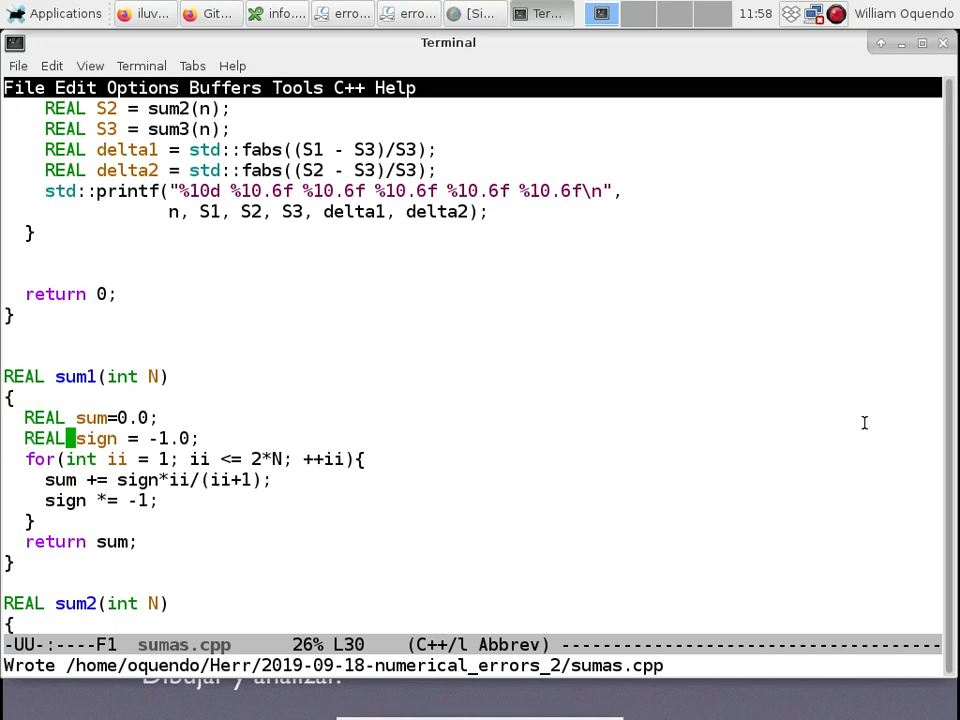 Applications iluv... Git... info.... erro... erro... [Si... Ter... 11:58 William Oquendo
Terminal
File Edit View Terminal Tabs Help
File Edit Options Buffers Tools C++ Help
    REAL S2 = sum2(n);
    REAL S3 = sum3(n);
    REAL delta1 = std::fabs((S1 - S3)/S3);
    REAL delta2 = std::fabs((S2 - S3)/S3);
    std::printf("%10d %10.6f %10.6f %10.6f %10.6f %10.6f\n",
                n, S1, S2, S3, delta1, delta2);
  }
  return 0;
}
REAL sum1(int N)
{
  REAL sum=0.0;
  REAL sign = -1.0;
  for(int ii = 1; ii <= 2*N; ++ii){
    sum += sign*ii/(ii+1);
    sign *= -1;
  }
  return sum;
}
REAL sum2(int N)
{
-UU-:----F1  sumas.cpp      26% L30    (C++/l Abbrev) -------------------------------------
Wrote /home/oquendo/Herr/2019-09-18-numerical_errors_2/sumas.cpp
Dibujar y analizar.